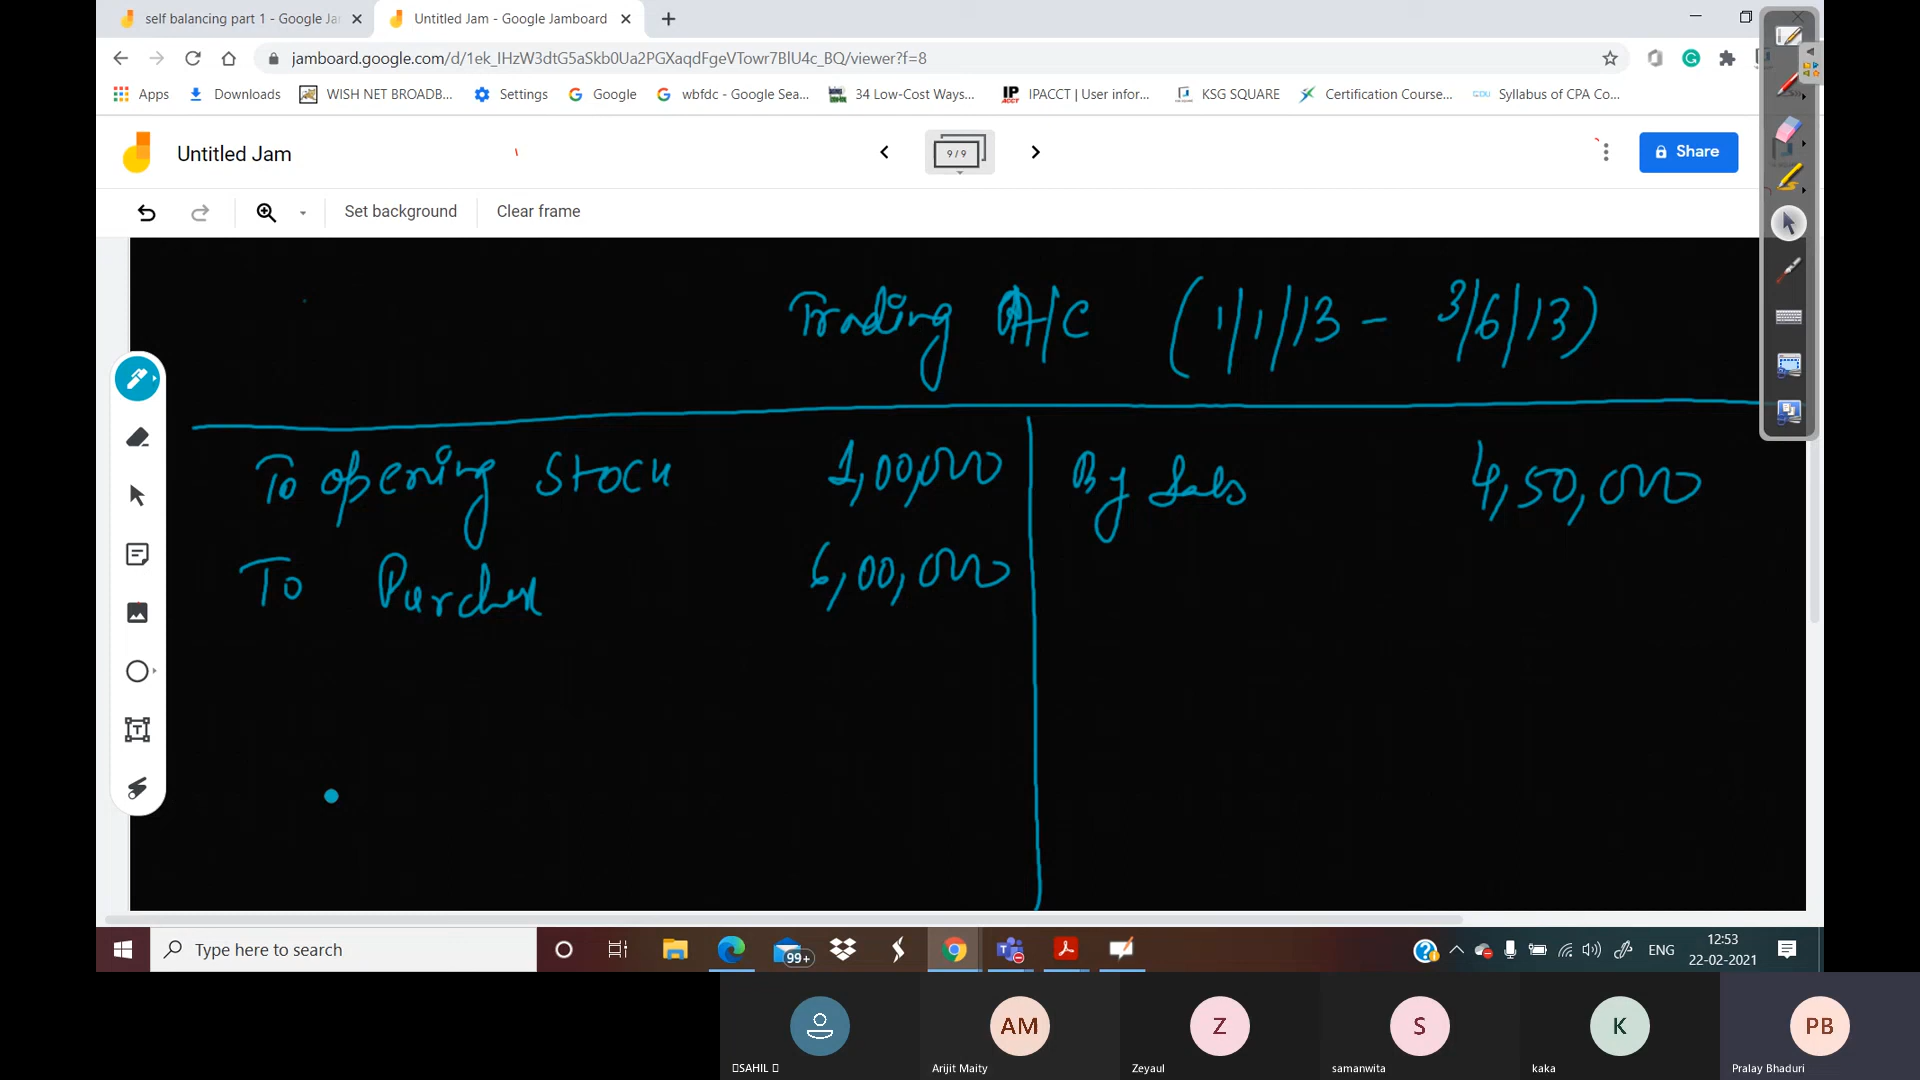 self balancing part 1 - Google Ja
Untitled Jam - Google Jamboard
jamboard.google.com/d/1ek_IHzW3dtG5aSkb0Ua2PGXaqdFgeVTowr7BlU4c_BQ/viewer?f=8
Apps Downloads WISH NET BROADB... Settings Google wbfdc - Google Sea... 34 Low-Cost Ways... IPACCT | User infor... KSG SQUARE Certification Course... Syllabus of CPA Co...
Untitled Jam
9 / 9
Share
Set background Clear frame
Trading A/C (1/1/13 - 3/6/13)
To opening Stock 1,00,000 By Sales 4,50,000
To Purchase 6,00,000
Type here to search
99+
ENG
12:53
22-02-2021
AM Z S K PB
SAHIL Arijit Maity Zeyaul samanwita kaka Pralay Bhaduri